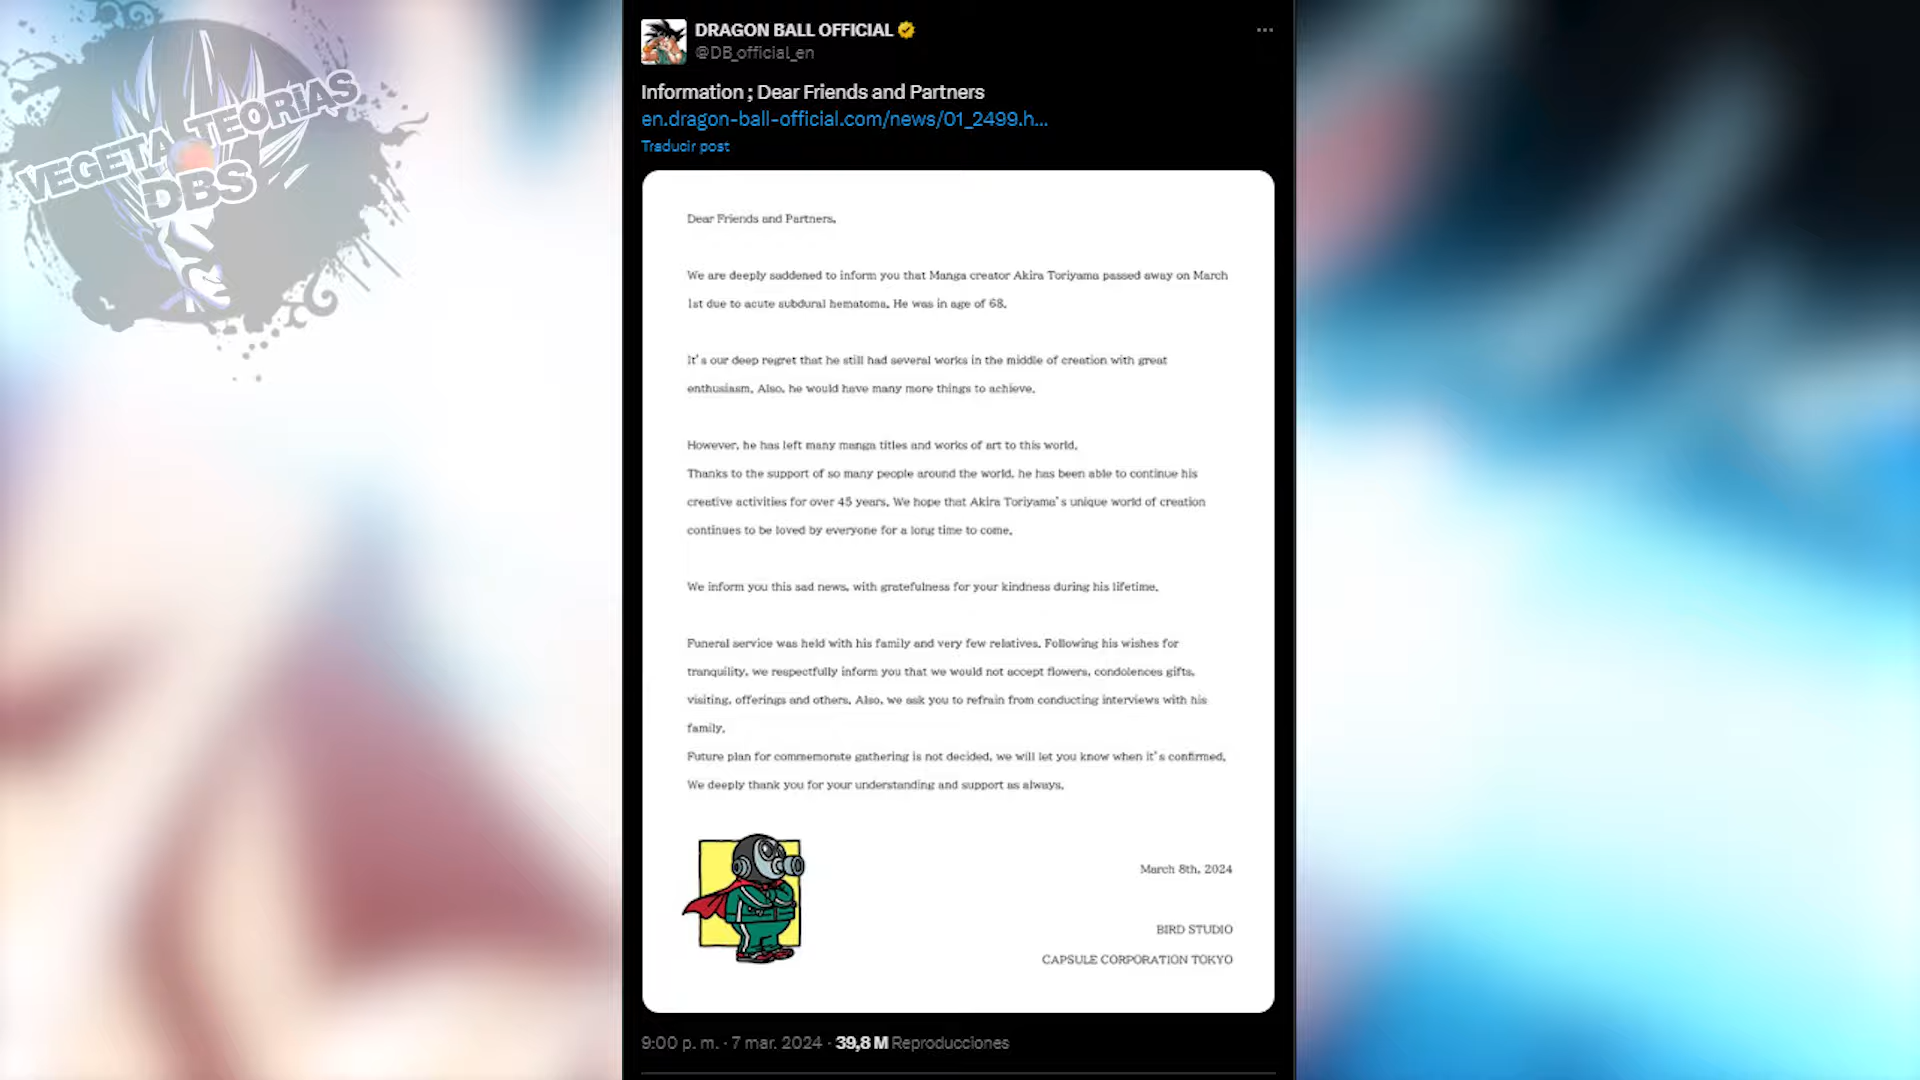 VEGETA TEORIAS
DBS
DRAGON BALL OFFICIAL
@DB_official_en
Information ; Dear Friends and Partners
en.dragon-ball-official.com/news/01_2499.h...
Traducir post
Dear Friends and Partners,
We are deeply saddened to inform you that Manga creator Akira Toriyama passed away on March
1st due to acute subdural hematoma. He was in age of 68.
It's our deep regret that he still had several works in the middle of creation with great
enthusiasm. Also, he would have many more things to achieve.
However, he has left many manga titles and works of art to this world.
Thanks to the support of so many people around the world, he has been able to continue his
creative activities for over 45 years. We hope that Akira Toriyama's unique world of creation
continues to be loved by everyone for a long time to come.
We inform you this sad news, with gratefulness for your kindness during his lifetime.
Funeral service was held with his family and very few relatives. Following his wishes for
tranquility, we respectfully inform you that we would not accept flowers, condolences gifts,
visiting, offerings and others. Also, we ask you to refrain from conducting interviews with his
family.
Future plan for commemorate gathering is not decided, we will let you know when it's confirmed.
We deeply thank you for your understanding and support as always.
March 8th, 2024
BIRD STUDIO
CAPSULE CORPORATION TOKYO
9:00 p. m. · 7 mar. 2024 · 39,8 M Reproducciones